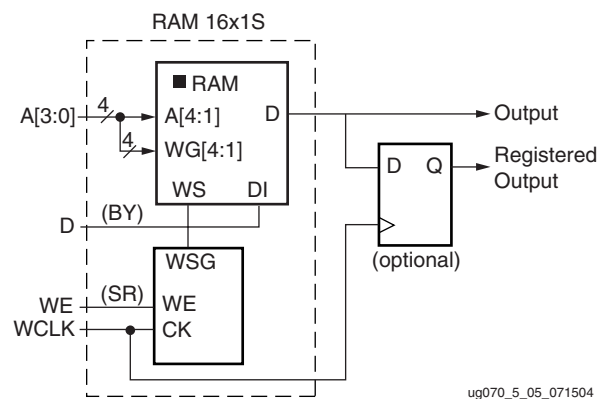 RAM 16x1S
RAM
A[3:0] 4 A[4:1] D Output
4 WG[4:1] D Q Registered Output
WS DI
D (BY)
(optional)
WSG
WE (SR) WE
WCLK CK
ug070_5_05_071504